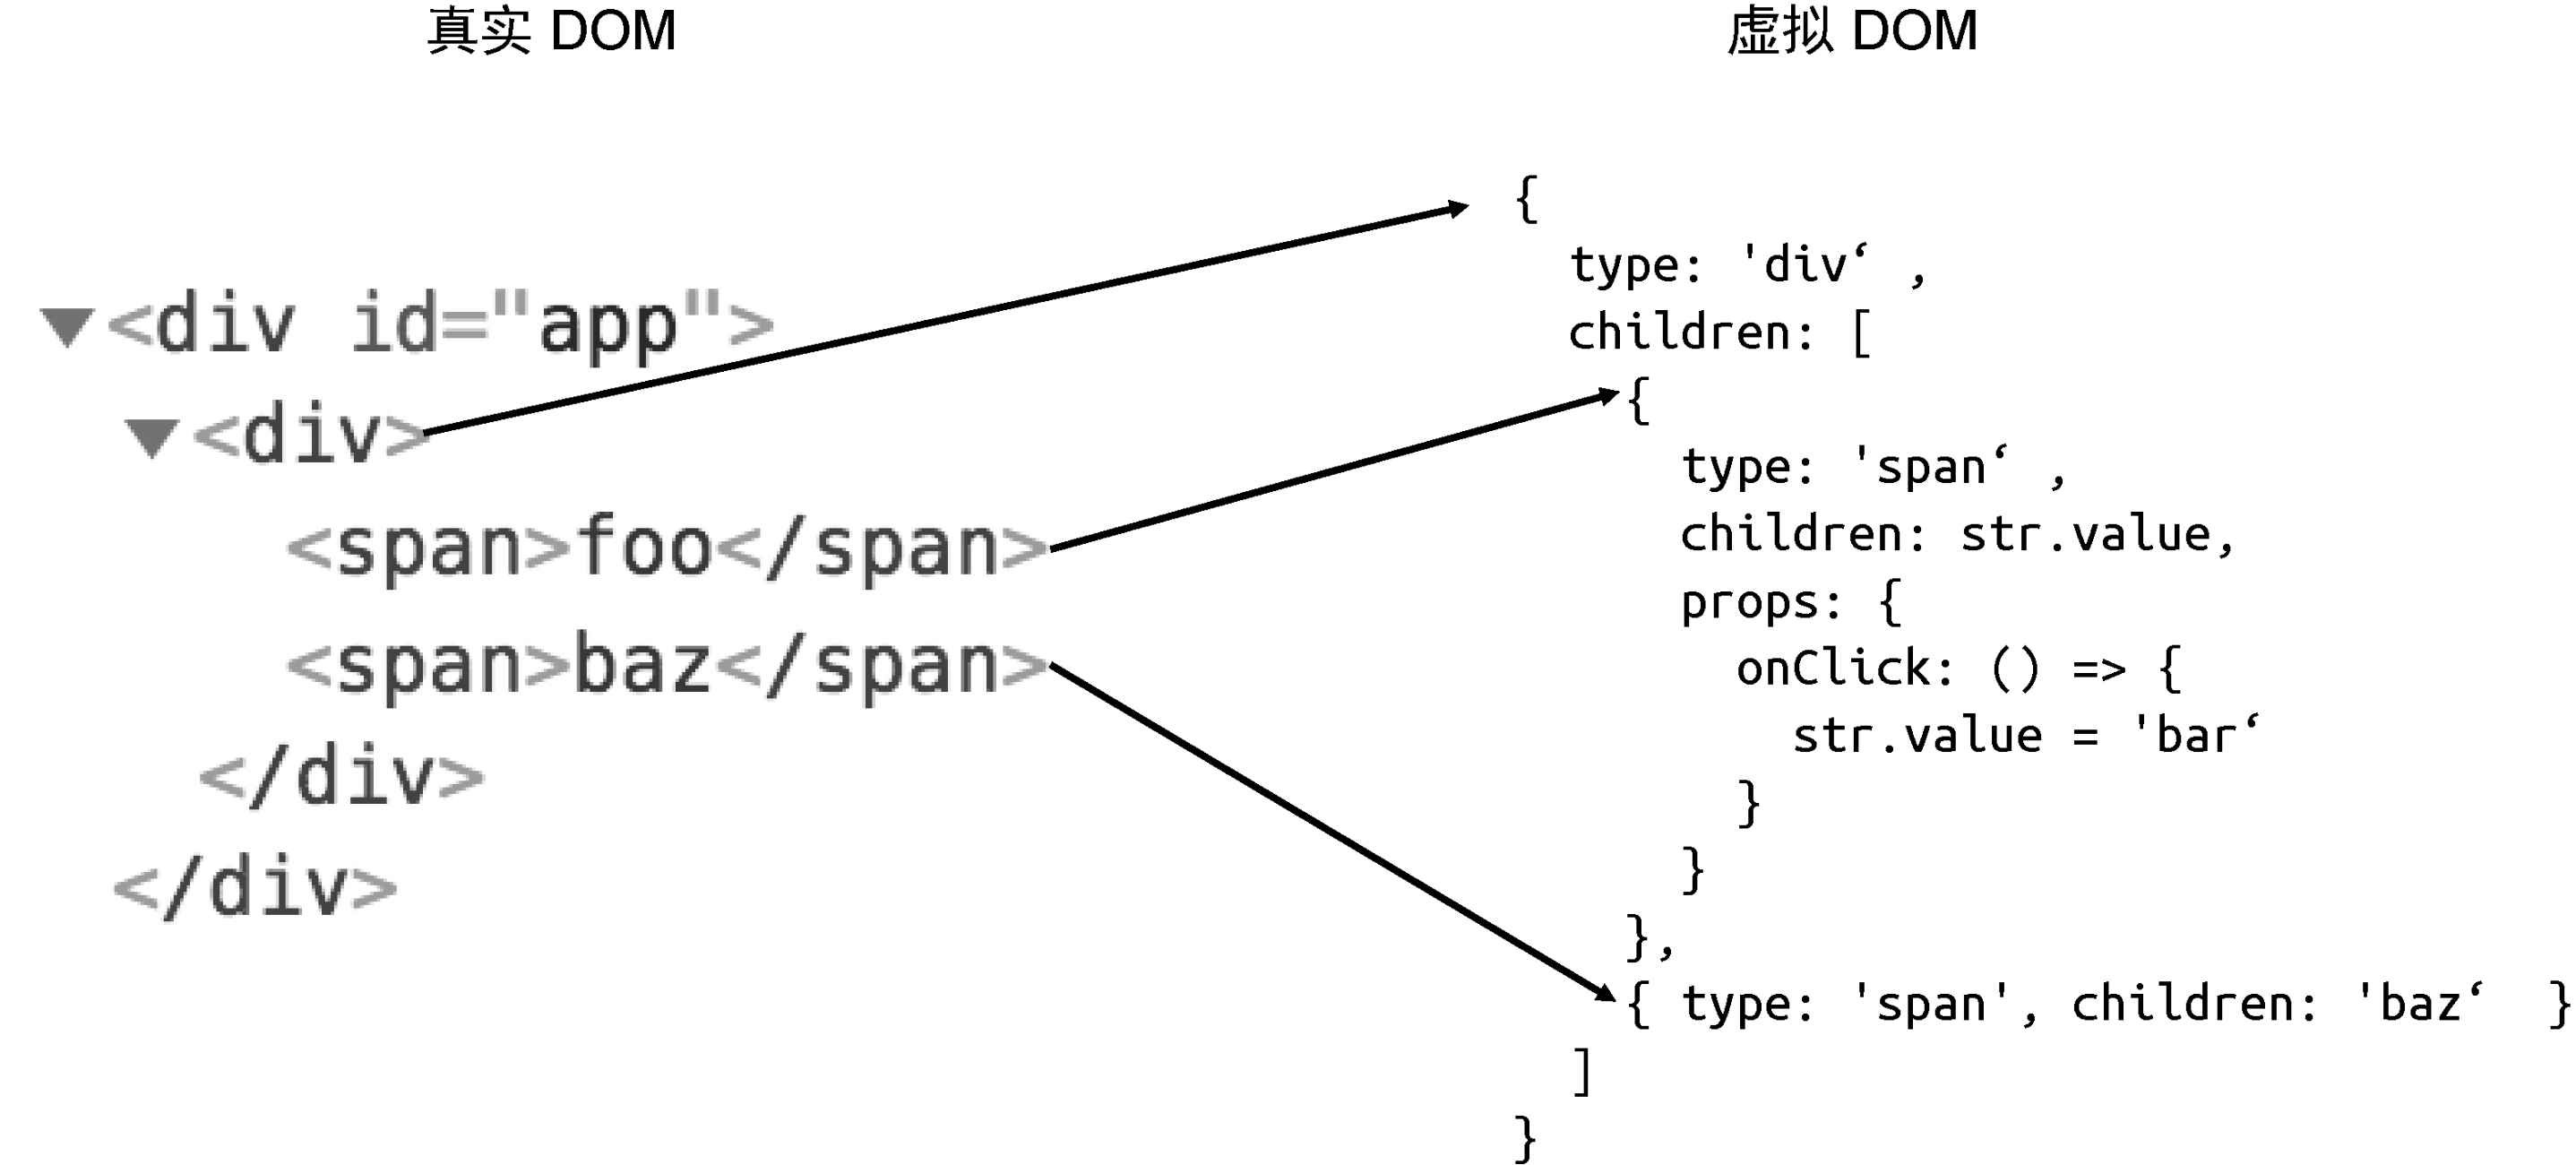 真实 DOM
虚拟 DOM
▼<div id="app">
▼<div>
<span>foo</span>
<span>baz</span>
</div>
</div>
{
type: 'div‘ ,
children: [
{
type: 'span‘ ,
children: str.value,
props: {
onClick: () => {
str.value = 'bar‘
}
}
},
{ type: 'span', children: 'baz‘ }
]
}